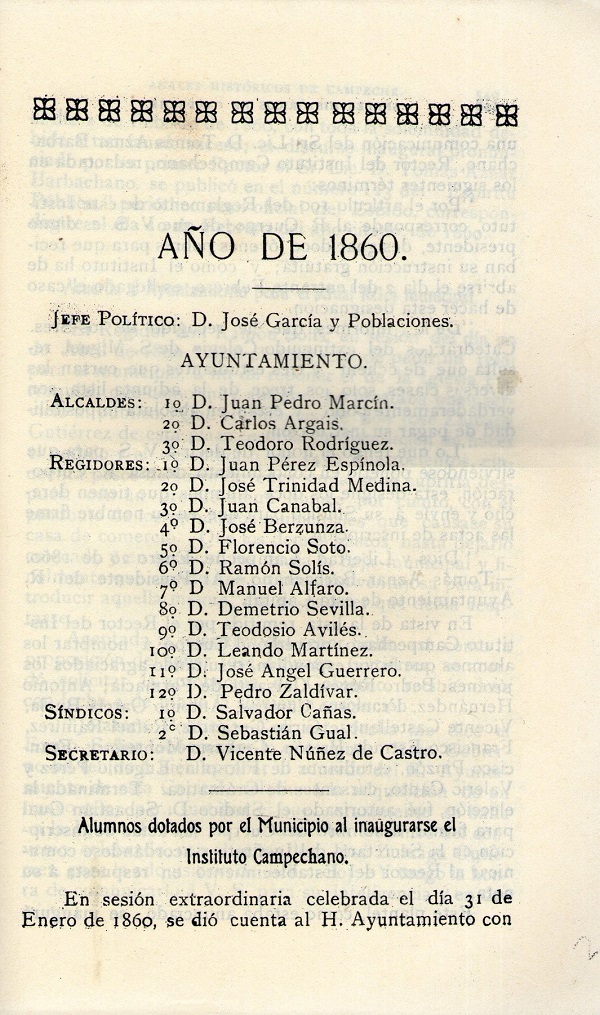 AÑO DE 1860.
JEFE POLÍTICO: D. José García y Poblaciones.
AYUNTAMIENTO.
ALCALDES: 1º D. Juan Pedro Marcín.
2º D. Carlos Argais.
3º D. Teodoro Rodríguez.
REGIDORES: 1º D. Juan Pérez Espínola.
2º D. José Trinidad Medina.
3º D. Juan Canabal.
4º D. José Berzunza.
5º D. Florencio Soto.
6º D. Ramón Solís.
7º D. Manuel Alfaro.
8º D. Demetrio Sevilla.
9º D. Teodosio Avilés.
10º D. Leando Martínez.
11º D. José Angel Guerrero.
12º D. Pedro Zaldívar.
SÍNDICOS: 1º D. Salvador Cañas.
2º D. Sebastián Gual.
SECRETARIO: D. Vicente Núñez de Castro.
Alumnos dotados por el Municipio al inaugurarse el
Instituto Campechano.
En sesión extraordinaria celebrada el día 31 de
Enero de 1860, se dió cuenta al H. Ayuntamiento con